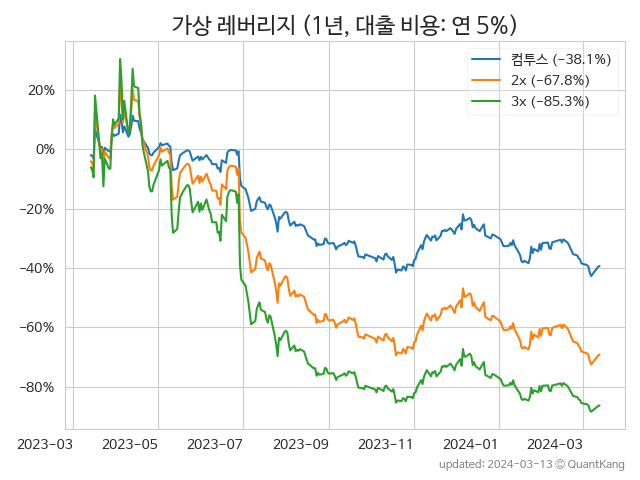 가상 레버리지 (1년, 대출 비용: 연 5%)
컴투스 (−38.1%)
2x (−67.8%)
3x (−85.3%)
20%
0%
−20%
−40%
−60%
−80%
2023−03 2023−05 2023−07 2023−09 2023−11 2024−01 2024−03
updated: 2024-03-13 © QuantKang